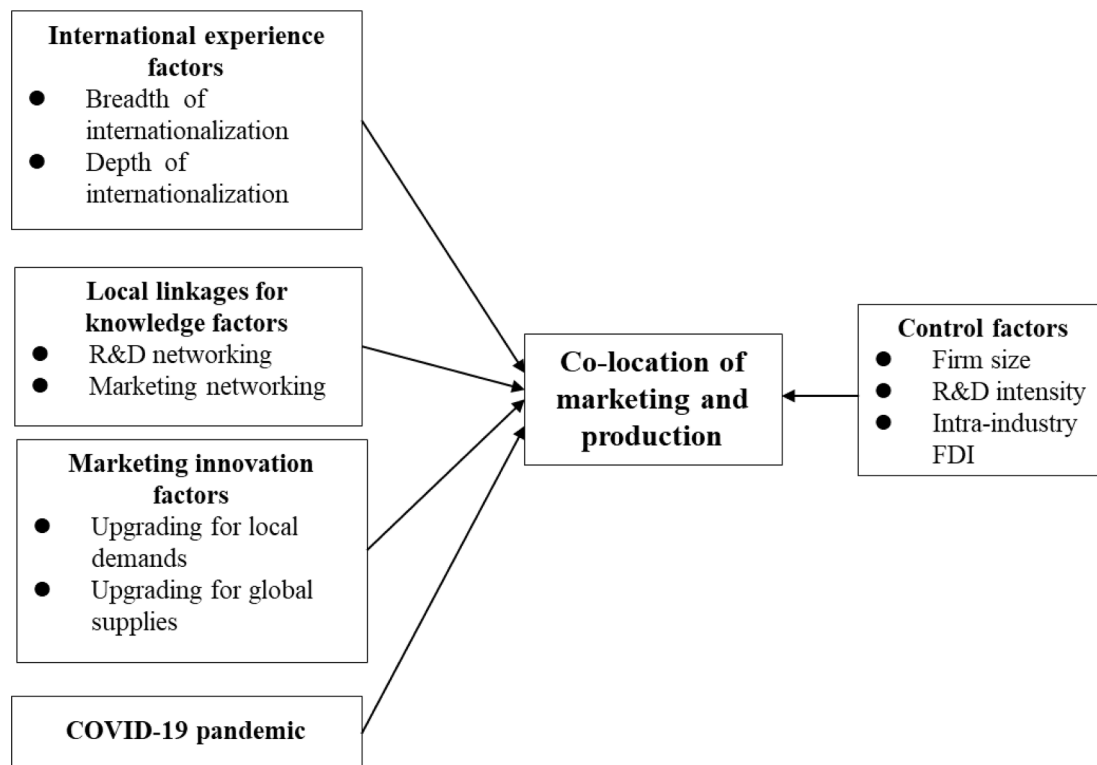 International experience
factors
● Breadth of
internationalization
● Depth of
internationalization
Local linkages for
knowledge factors
● R&D networking
● Marketing networking
Marketing innovation
factors
● Upgrading for local
demands
● Upgrading for global
supplies
COVID-19 pandemic
Co-location of
marketing and
production
Control factors
● Firm size
● R&D intensity
● Intra-industry
FDI